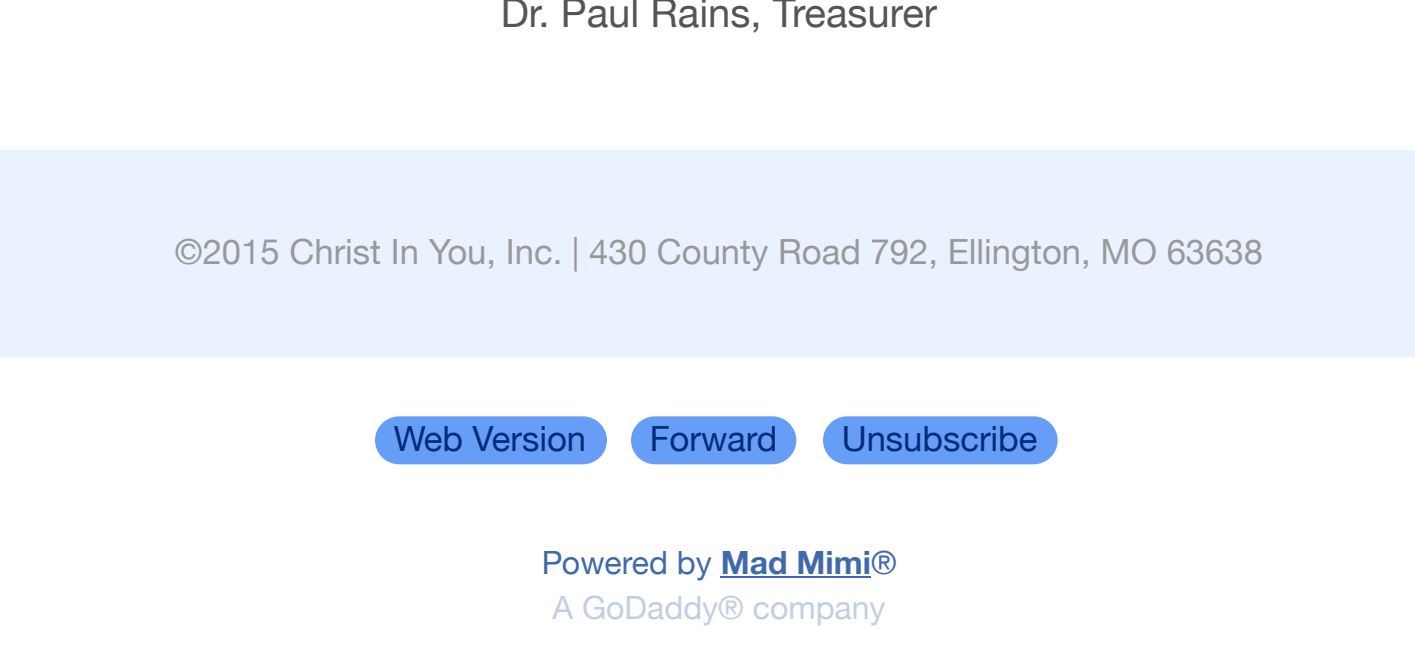 Dr. Paul Rains, Treasurer
©2015 Christ In You, Inc. | 430 County Road 792, Ellington, MO 63638
Web Version Forward Unsubscribe
Powered by Mad Mimi®
A GoDaddy® company